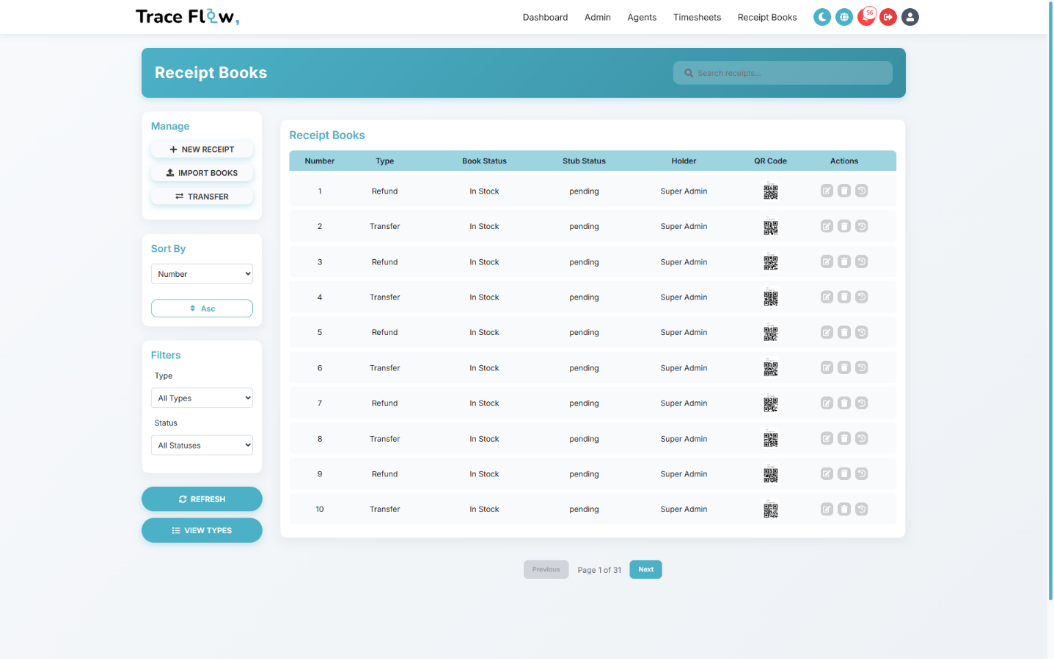 Trace Flow,
Dashboard Admin Agents Timesheets Receipt Books 56
Receipt Books
Search receipts...
Manage
NEW RECEIPT
IMPORT BOOKS
TRANSFER
Sort By
Number
Asc
Filters
Type
All Types
Status
All Statuses
REFRESH
VIEW TYPES
Receipt Books
Number Type Book Status Stub Status Holder QR Code Actions
1 Refund In Stock pending Super Admin
2 Transfer In Stock pending Super Admin
3 Refund In Stock pending Super Admin
4 Transfer In Stock pending Super Admin
5 Refund In Stock pending Super Admin
6 Transfer In Stock pending Super Admin
7 Refund In Stock pending Super Admin
8 Transfer In Stock pending Super Admin
9 Refund In Stock pending Super Admin
10 Transfer In Stock pending Super Admin
Previous Page 1 of 31 Next